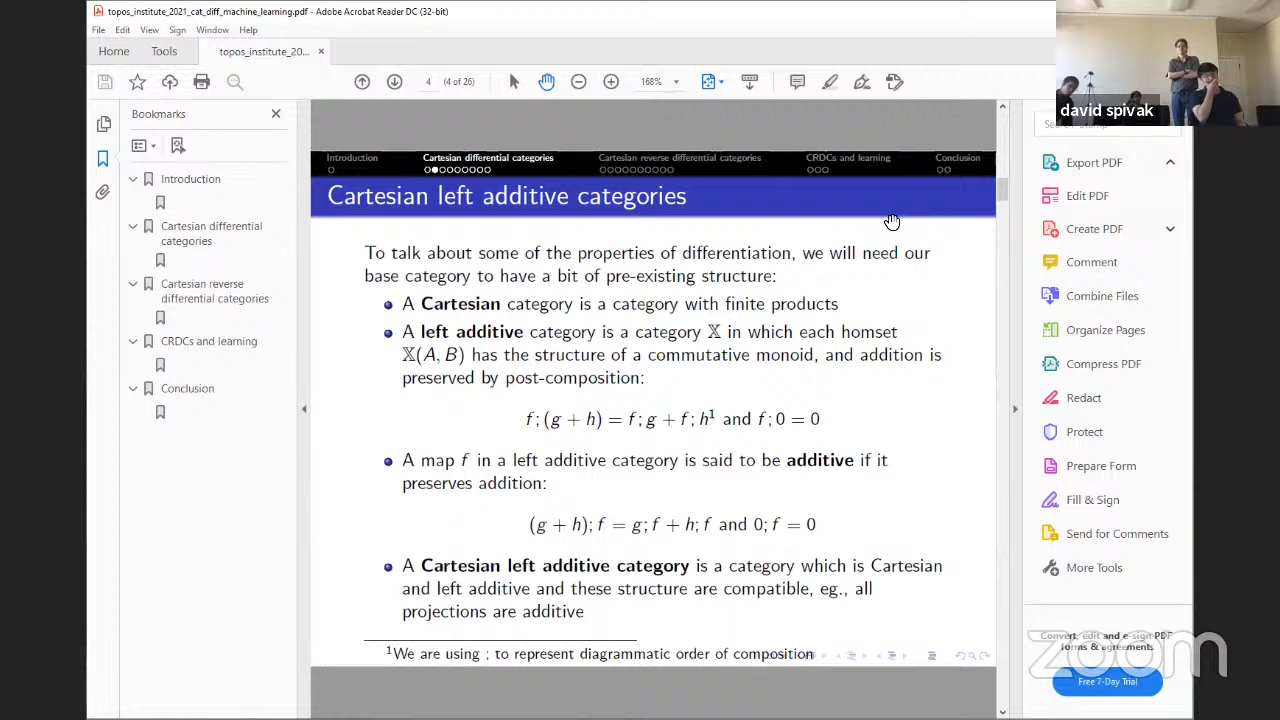 topos_institute_2021_cat_diff_machine_learning.pdf - Adobe Acrobat Reader DC (32-bit)
File Edit View Sign Window Help
Home Tools topos_institute_20... ×
4 (4 of 26) 168%
david spivak
Bookmarks
Introduction
Cartesian differential
categories
Cartesian reverse
differential categories
CRDCs and learning
Conclusion
Introduction Cartesian differential categories Cartesian reverse differential categories CRDCs and learning Conclusion
Cartesian left additive categories
To talk about some of the properties of differentiation, we will need our
base category to have a bit of pre-existing structure:
A Cartesian category is a category with finite products
A left additive category is a category 𝕏 in which each homset
𝕏(A, B) has the structure of a commutative monoid, and addition is
preserved by post-composition:
f; (g + h) = f; g + f; h¹ and f; 0 = 0
A map f in a left additive category is said to be additive if it
preserves addition:
(g + h); f = g; f + h; f and 0; f = 0
A Cartesian left additive category is a category which is Cartesian
and left additive and these structure are compatible, eg., all
projections are additive
¹We are using ; to represent diagrammatic order of composition
Export PDF
Edit PDF
Create PDF
Comment
Combine Files
Organize Pages
Compress PDF
Redact
Protect
Prepare Form
Fill & Sign
Send for Comments
More Tools
Convert, edit and e-sign PDF
forms & agreements
Free 7-Day Trial
zoom